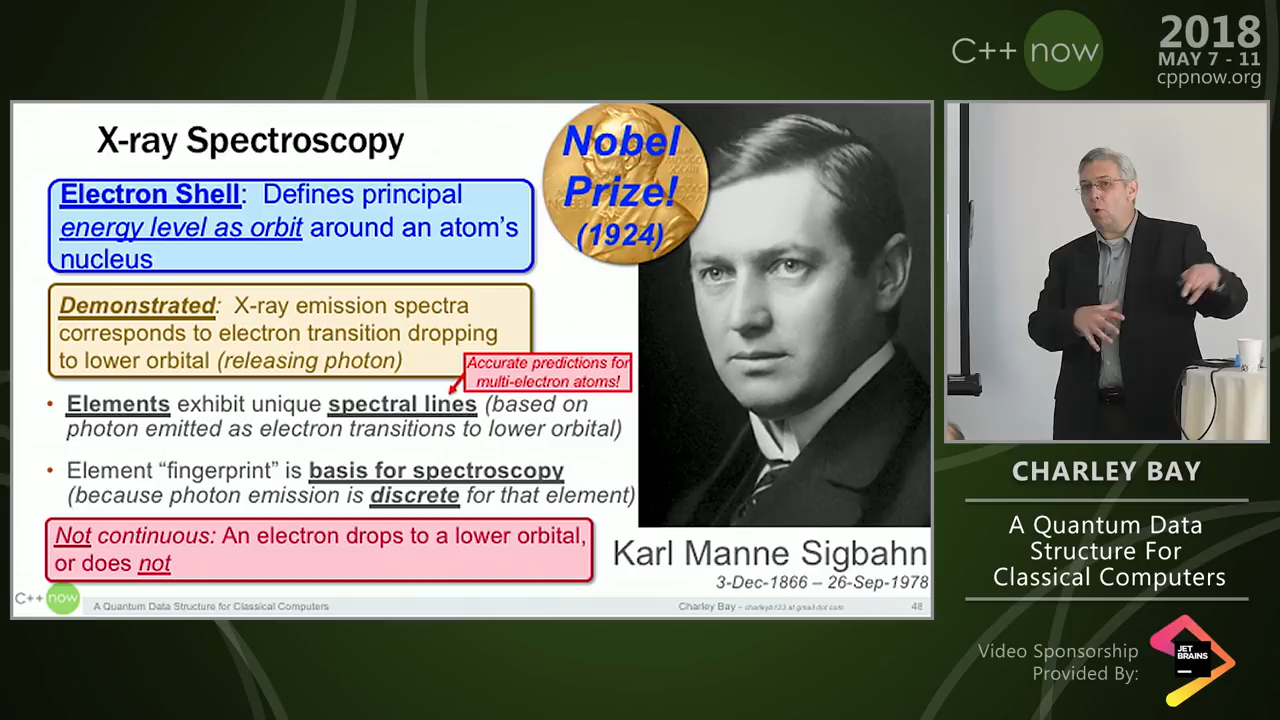 C++ now
2018
MAY 7 - 11
cppnow.org
X-ray Spectroscopy
Nobel
Prize!
(1924)
Electron Shell: Defines principal
energy level as orbit around an atom's
nucleus
Demonstrated: X-ray emission spectra
corresponds to electron transition dropping
to lower orbital (releasing photon)
Accurate predictions for
multi-electron atoms!
• Elements exhibit unique spectral lines (based on
photon emitted as electron transitions to lower orbital)
• Element “fingerprint” is basis for spectroscopy
(because photon emission is discrete for that element)
Not continuous: An electron drops to a lower orbital,
or does not
Karl Manne Sigbahn
3-Dec-1866 – 26-Sep-1978
C++ now
A Quantum Data Structure for Classical Computers
Charley Bay – charleyb123 at gmail dot com
48
CHARLEY BAY
A Quantum Data
Structure For
Classical Computers
Video Sponsorship
Provided By:
JET
BRAINS